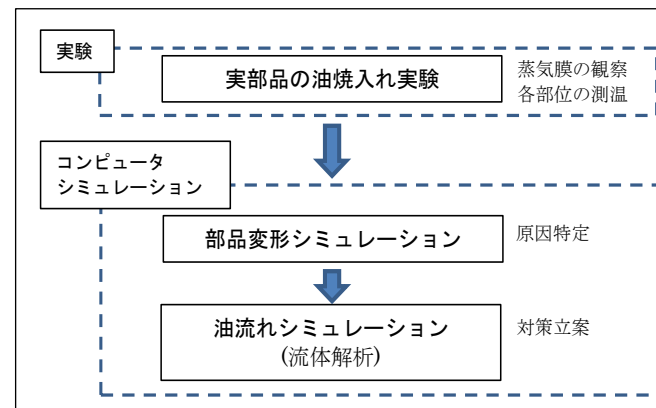 実験
実部品の油焼入れ実験
蒸気膜の観察
各部位の測温
コンピュータ
シミュレーション
部品変形シミュレーション
原因特定
油流れシミュレーション
(流体解析)
対策立案